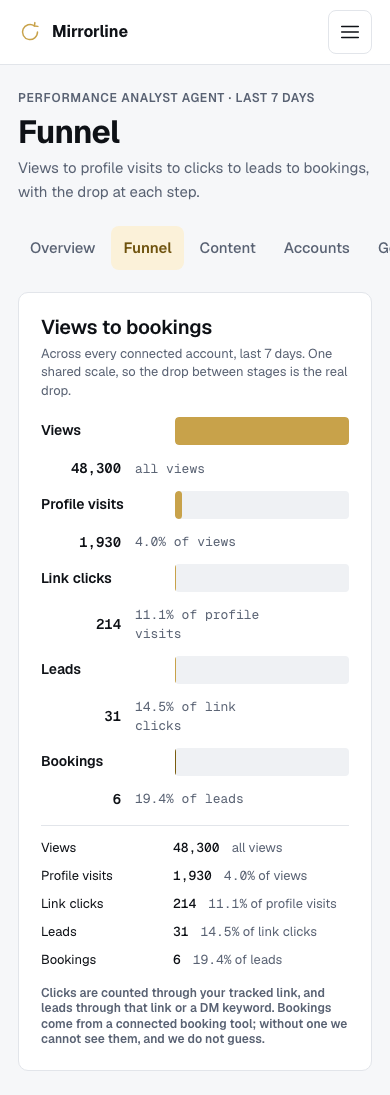 Mirrorline
PERFORMANCE ANALYST AGENT · LAST 7 DAYS
Funnel
Views to profile visits to clicks to leads to bookings,
with the drop at each step.
Overview Funnel Content Accounts
Views to bookings
Across every connected account, last 7 days. One
shared scale, so the drop between stages is the real
drop.
Views
48,300 all views
Profile visits
1,930 4.0% of views
Link clicks
214 11.1% of profile
visits
Leads
31 14.5% of link
clicks
Bookings
6 19.4% of leads
Views 48,300 all views
Profile visits 1,930 4.0% of views
Link clicks 214 11.1% of profile visits
Leads 31 14.5% of link clicks
Bookings 6 19.4% of leads
Clicks are counted through your tracked link, and
leads through that link or a DM keyword. Bookings
come from a connected booking tool; without one we
cannot see them, and we do not guess.